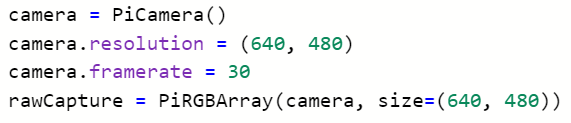 camera = PiCamera()
camera.resolution = (640, 480)
camera.framerate = 30
rawCapture = PiRGBArray(camera, size=(640, 480))